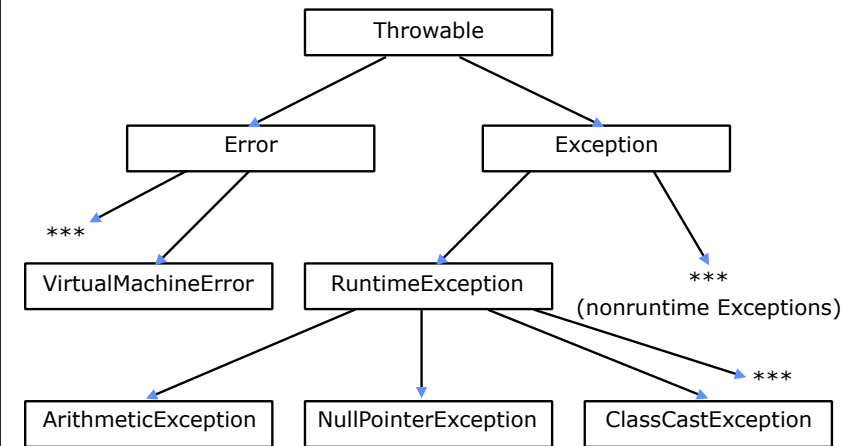 Throwable
Error
Exception
***
VirtualMachineError
RuntimeException
***
(nonruntime Exceptions)
***
ArithmeticException
NullPointerException
ClassCastException